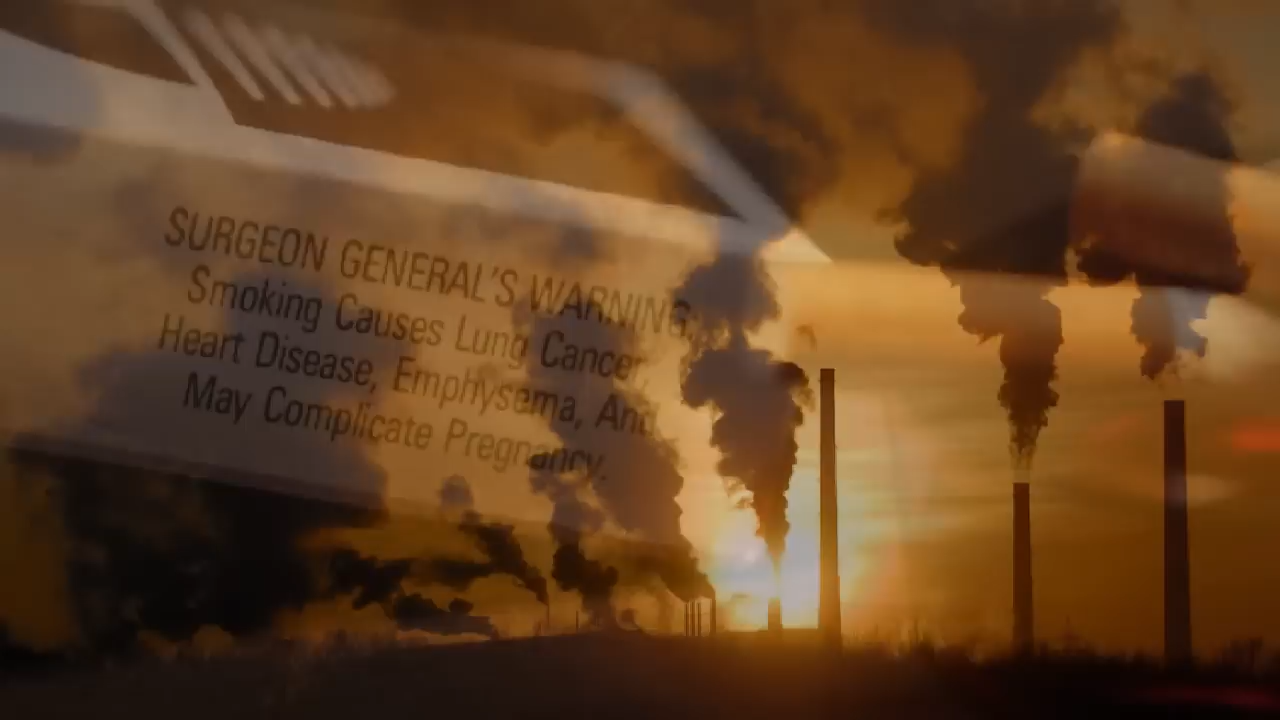 SURGEON GENERAL'S WARNING:
Smoking Causes Lung Cancer,
Heart Disease, Emphysema, And
May Complicate Pregnancy.